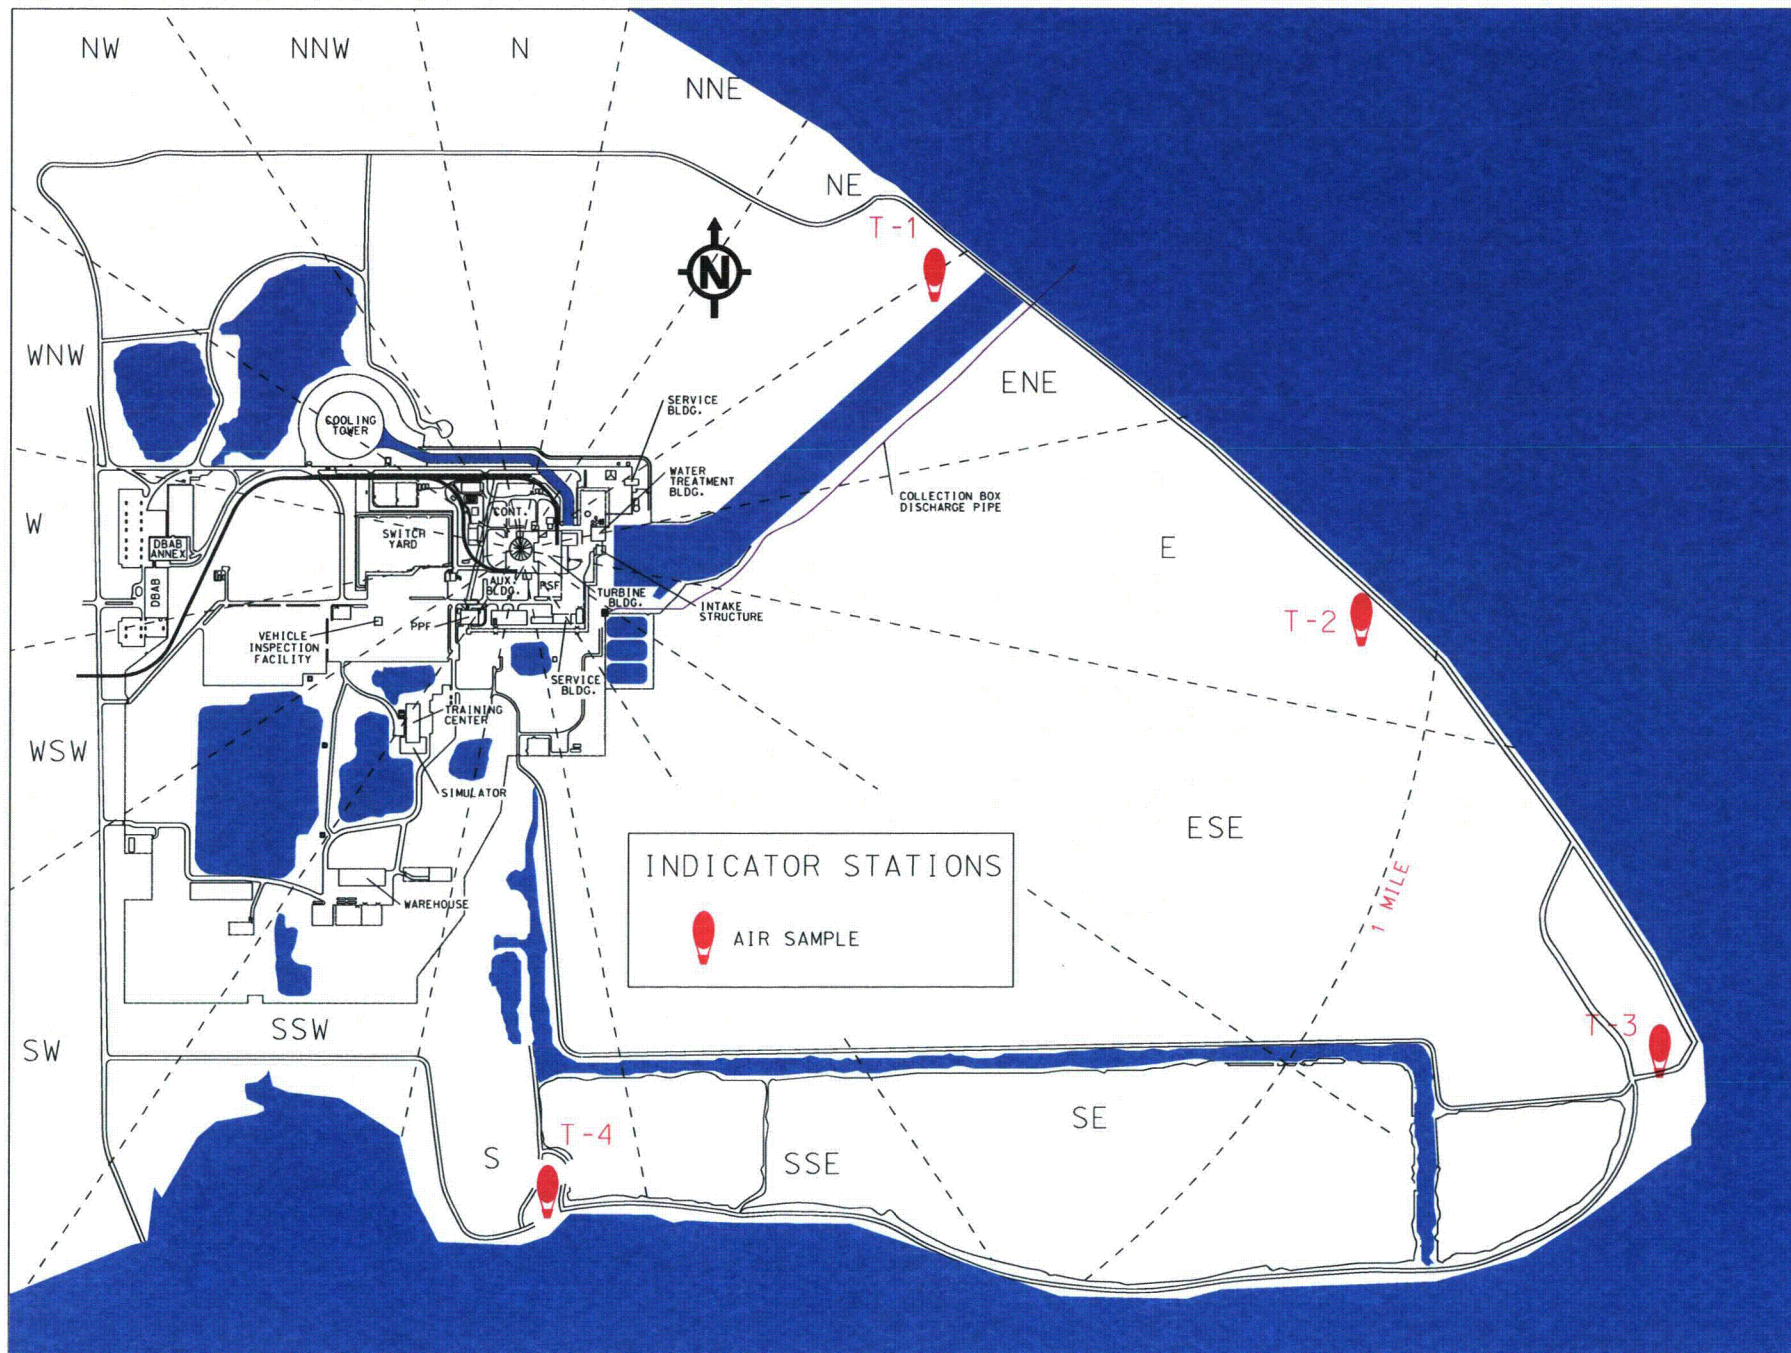 NW
NNW
N
NNE
NE
T-1
N
WNW
ENE
SERVICE
BLDG.
COOLING
TOWER
WATER
TREATMENT
BLDG.
COLLECTION BOX
DISCHARGE PIPE
W
CONT.
SWITCH
YARD
E
DBAB
ANNEX
DBAB
AUX.
BLDG.
PSF
TURBINE
BLDG.
INTAKE
STRUCTURE
T-2
PPF
VEHICLE
INSPECTION
FACILITY
SERVICE
BLDG.
TRAINING
CENTER
WSW
SIMULATOR
ESE
INDICATOR STATIONS
AIR SAMPLE
1 MILE
WAREHOUSE
SSW
SW
T-3
SE
T-4
S
SSE